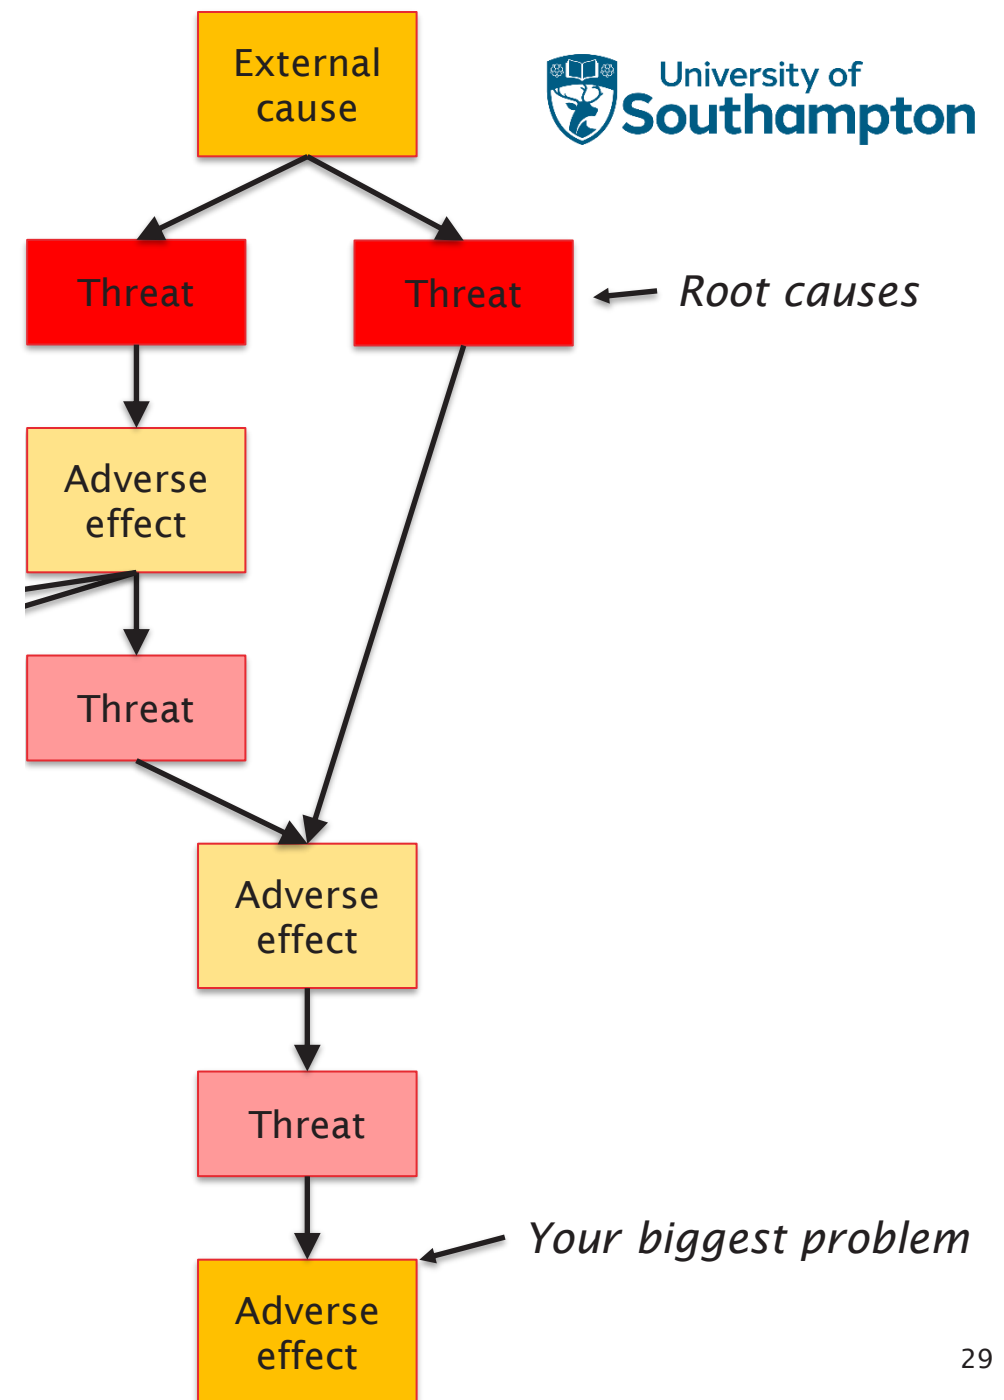 External
cause
University of
Southampton
Threat
Threat
Root causes
Adverse
effect
Threat
Adverse
effect
Threat
Your biggest problem
Adverse
effect
29